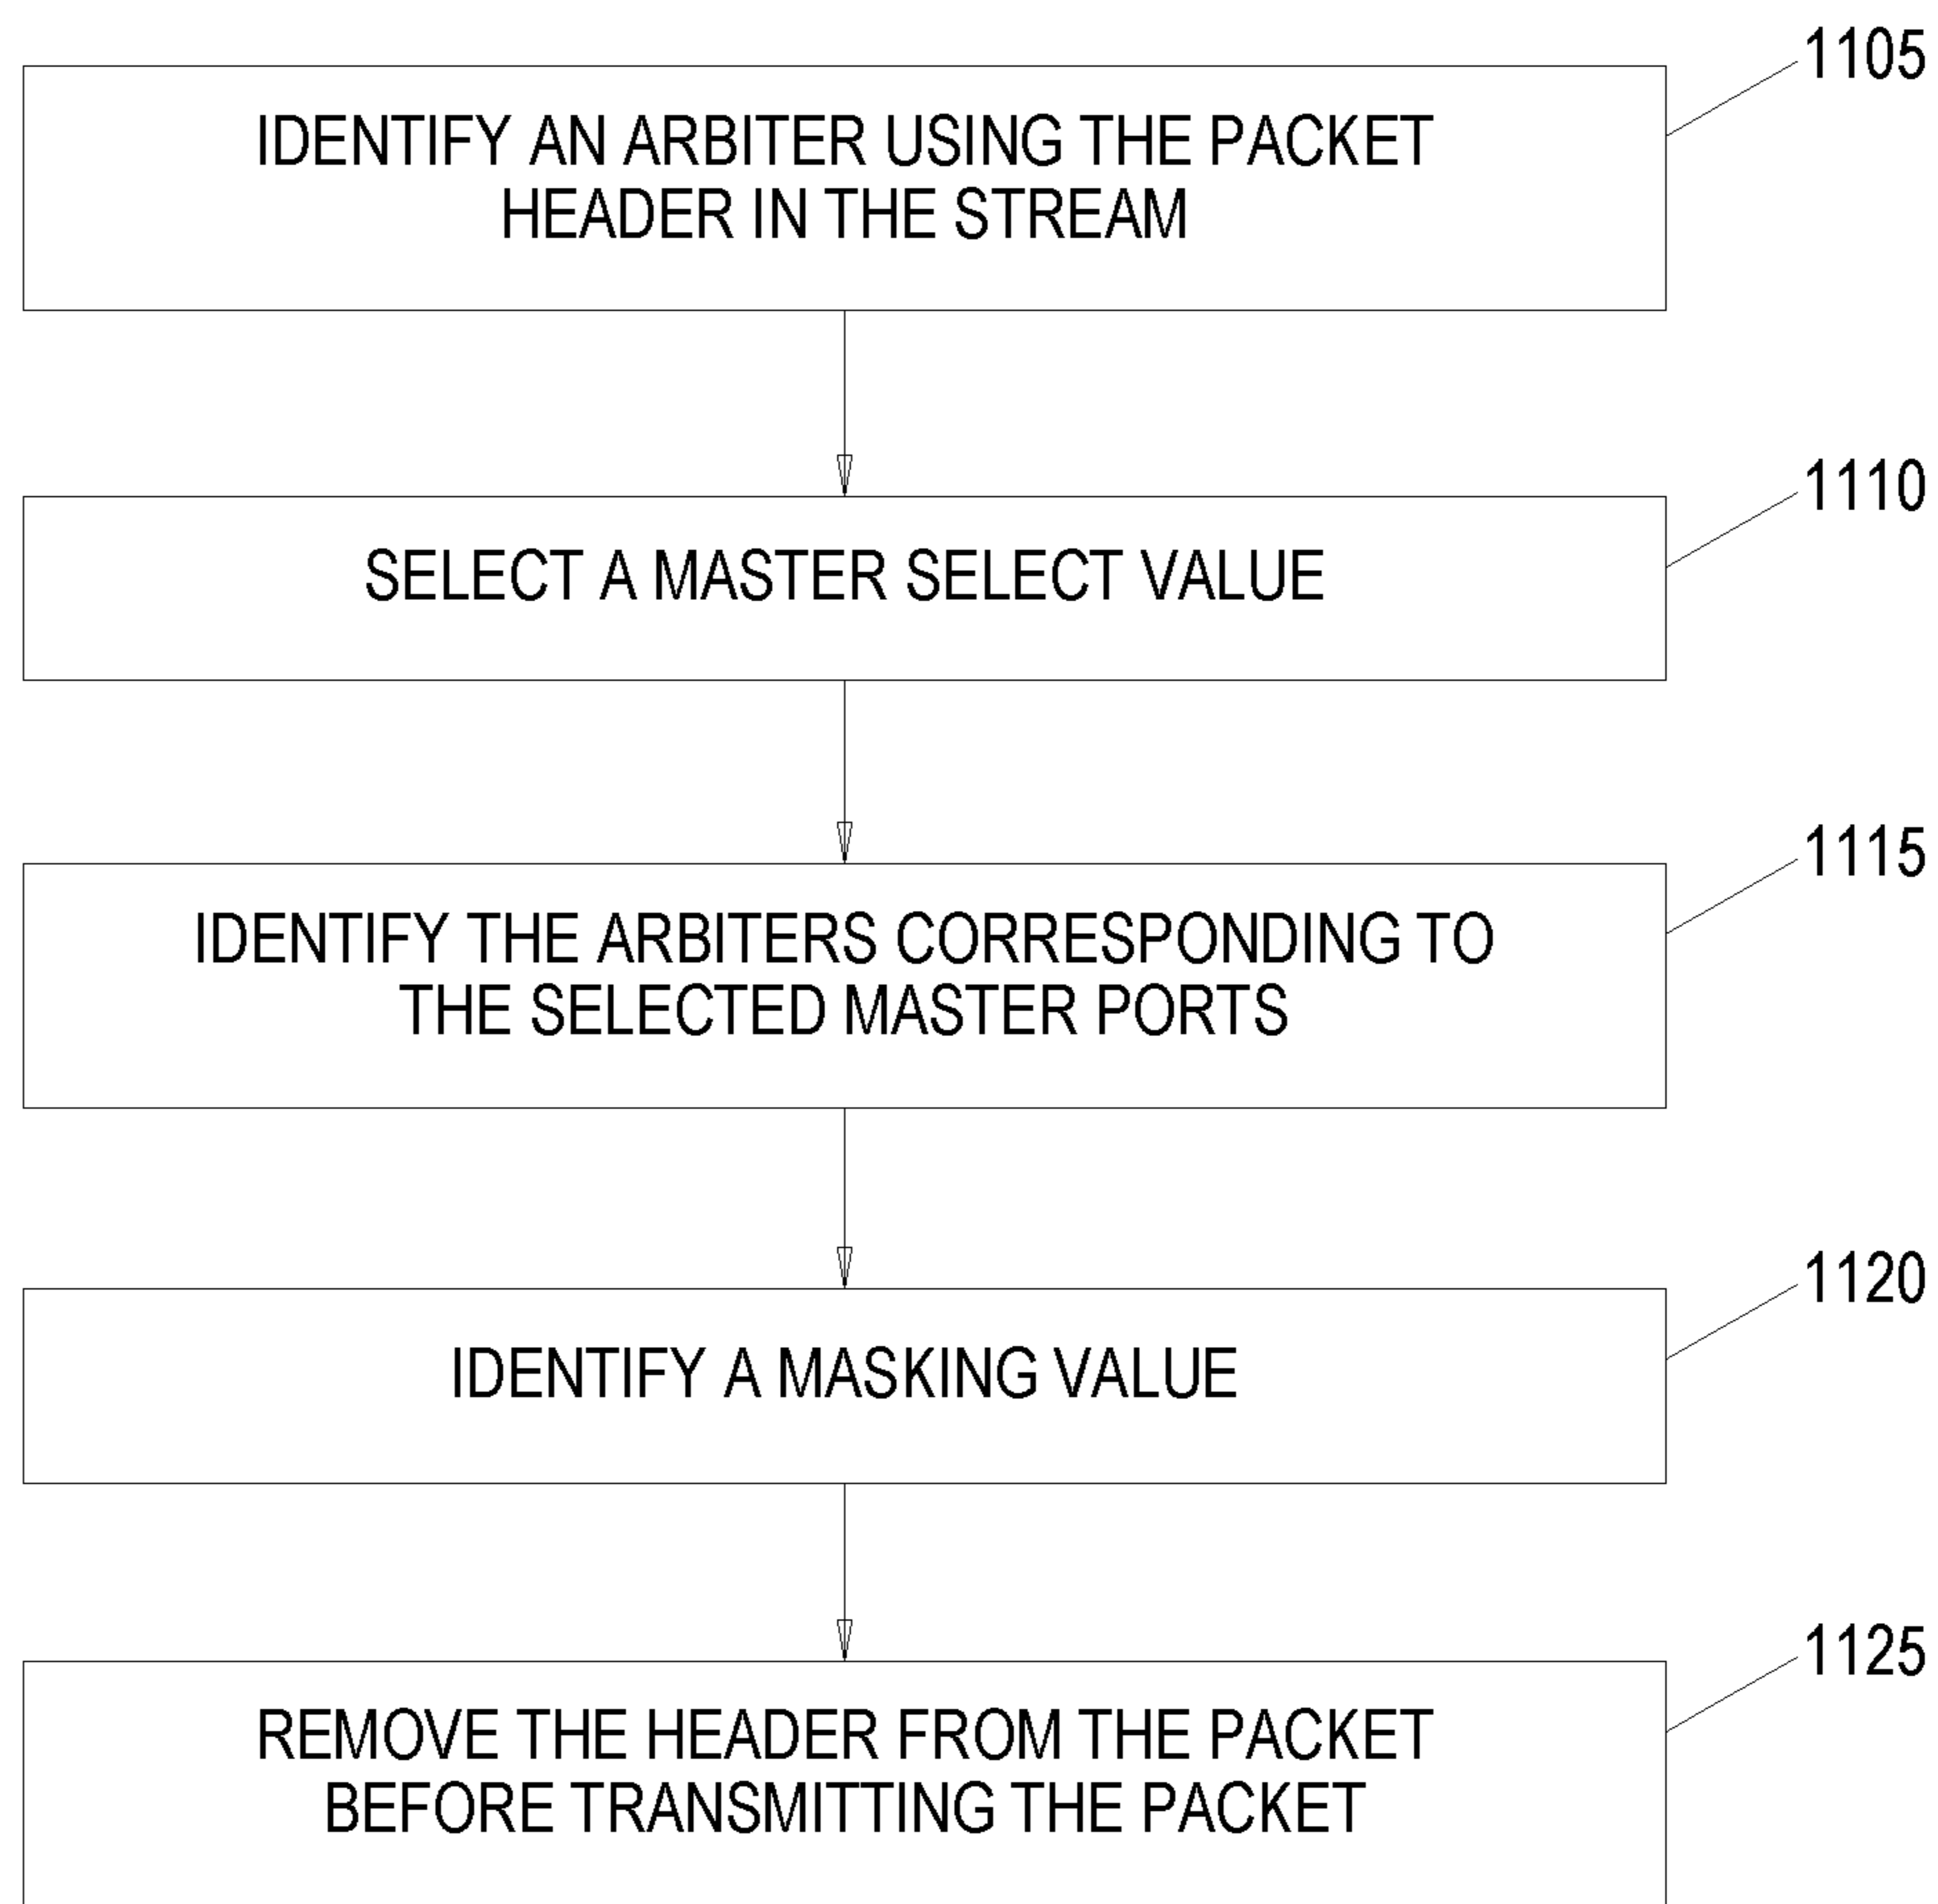 1105
IDENTIFY AN ARBITER USING THE PACKET
HEADER IN THE STREAM
1110
SELECT A MASTER SELECT VALUE
1115
IDENTIFY THE ARBITERS CORRESPONDING TO
THE SELECTED MASTER PORTS
1120
IDENTIFY A MASKING VALUE
1125
REMOVE THE HEADER FROM THE PACKET
BEFORE TRANSMITTING THE PACKET